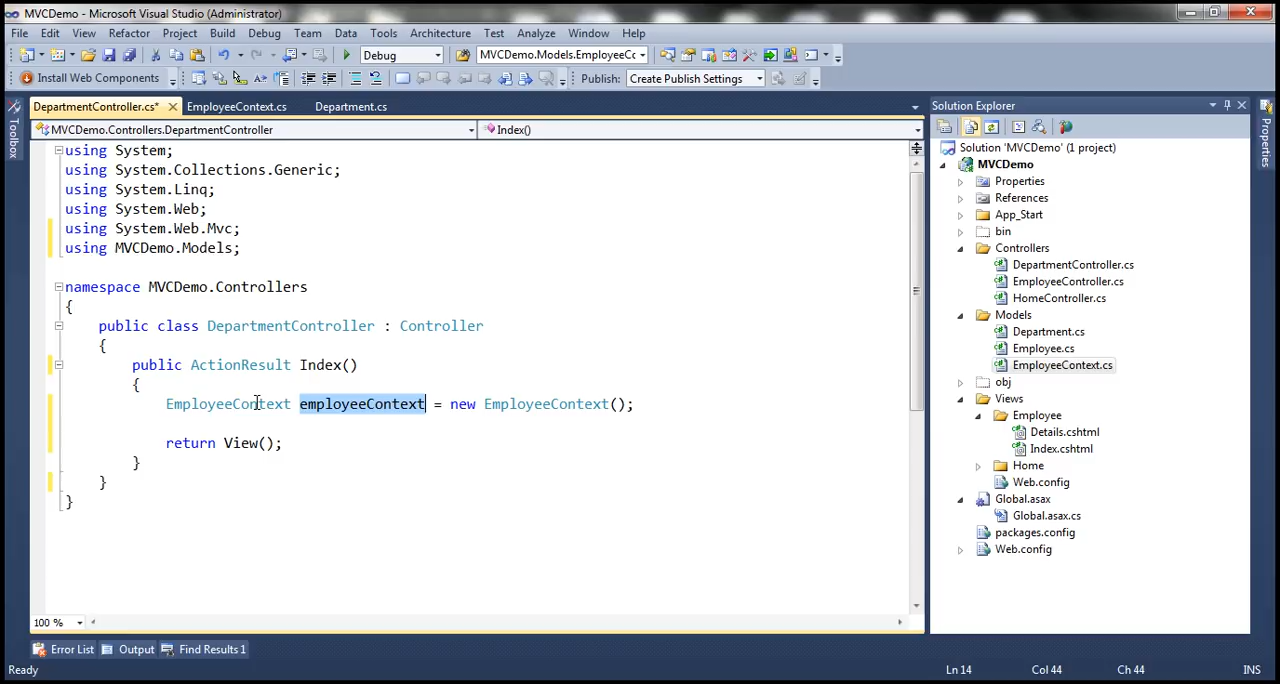 MVCDemo - Microsoft Visual Studio (Administrator)
File Edit View Refactor Project Build Debug Team Data Tools Architecture Test Analyze Window Help
Debug MVCDemo.Models.EmployeeCc
Install Web Components Publish: Create Publish Settings
DepartmentController.cs* EmployeeContext.cs Department.cs
MVCDemo.Controllers.DepartmentController Index()
using System;
using System.Collections.Generic;
using System.Linq;
using System.Web;
using System.Web.Mvc;
using MVCDemo.Models;
namespace MVCDemo.Controllers
{
public class DepartmentController : Controller
{
public ActionResult Index()
{
EmployeeContext employeeContext = new EmployeeContext();
return View();
}
}
}
100 %
Toolbox
Solution Explorer
Solution 'MVCDemo' (1 project)
MVCDemo
Properties
References
App_Start
bin
Controllers
DepartmentController.cs
EmployeeController.cs
HomeController.cs
Models
Department.cs
Employee.cs
EmployeeContext.cs
obj
Views
Employee
Details.cshtml
Index.cshtml
Home
Web.config
Global.asax
Global.asax.cs
packages.config
Web.config
Properties
Error List Output Find Results 1
Ready Ln 14 Col 44 Ch 44 INS